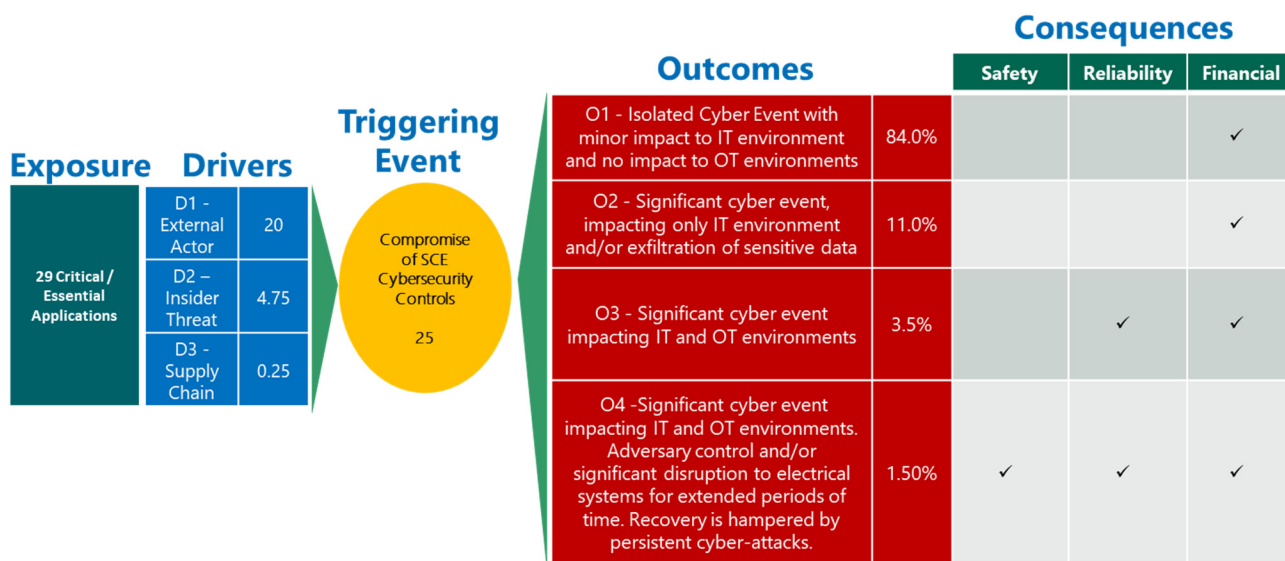 Consequences
Outcomes
Safety
Reliability
Financial
Triggering
Event
Exposure
Drivers
29 Critical /
Essential
Applications
D1 -
External
Actor
20
D2 –
Insider
Threat
4.75
D3 -
Supply
Chain
0.25
Compromise
of SCE
Cybersecurity
Controls
25
O1 - Isolated Cyber Event with
minor impact to IT environment
and no impact to OT environments
84.0%
✓
O2 - Significant cyber event,
impacting only IT environment
and/or exfiltration of sensitive data
11.0%
✓
O3 - Significant cyber event
impacting IT and OT environments
3.5%
✓
✓
O4 -Significant cyber event
impacting IT and OT environments.
Adversary control and/or
significant disruption to electrical
systems for extended periods of
time. Recovery is hampered by
persistent cyber-attacks.
1.50%
✓
✓
✓